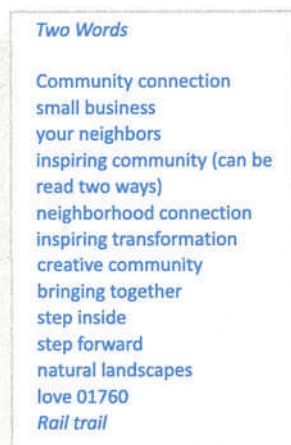 Two Words
Community connection
small business
your neighbors
inspiring community (can be
read two ways)
neighborhood connection
inspiring transformation
creative community
bringing together
step inside
step forward
natural landscapes
love 01760
Rail trail